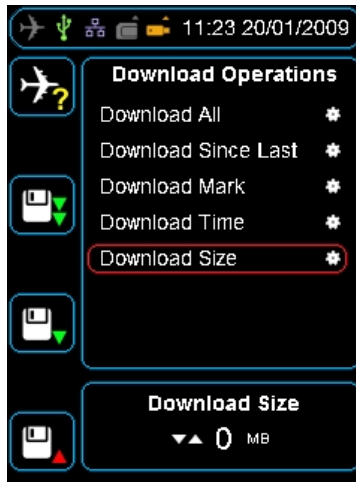 11:23 20/01/2009
?
Download Operations
Download All
Download Since Last
Download Mark
Download Time
Download Size
Download Size
0 MB